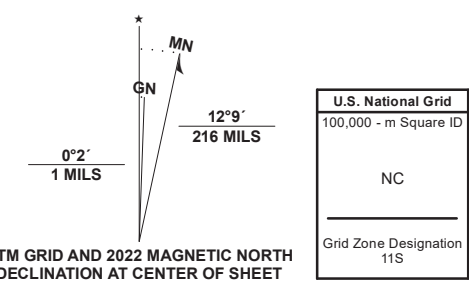 ★
MN
GN
12°9´
216 MILS
0°2´
1 MILS
TM GRID AND 2022 MAGNETIC NORTH
DECLINATION AT CENTER OF SHEET
U.S. National Grid
100,000 - m Square ID
NC
Grid Zone Designation
11S